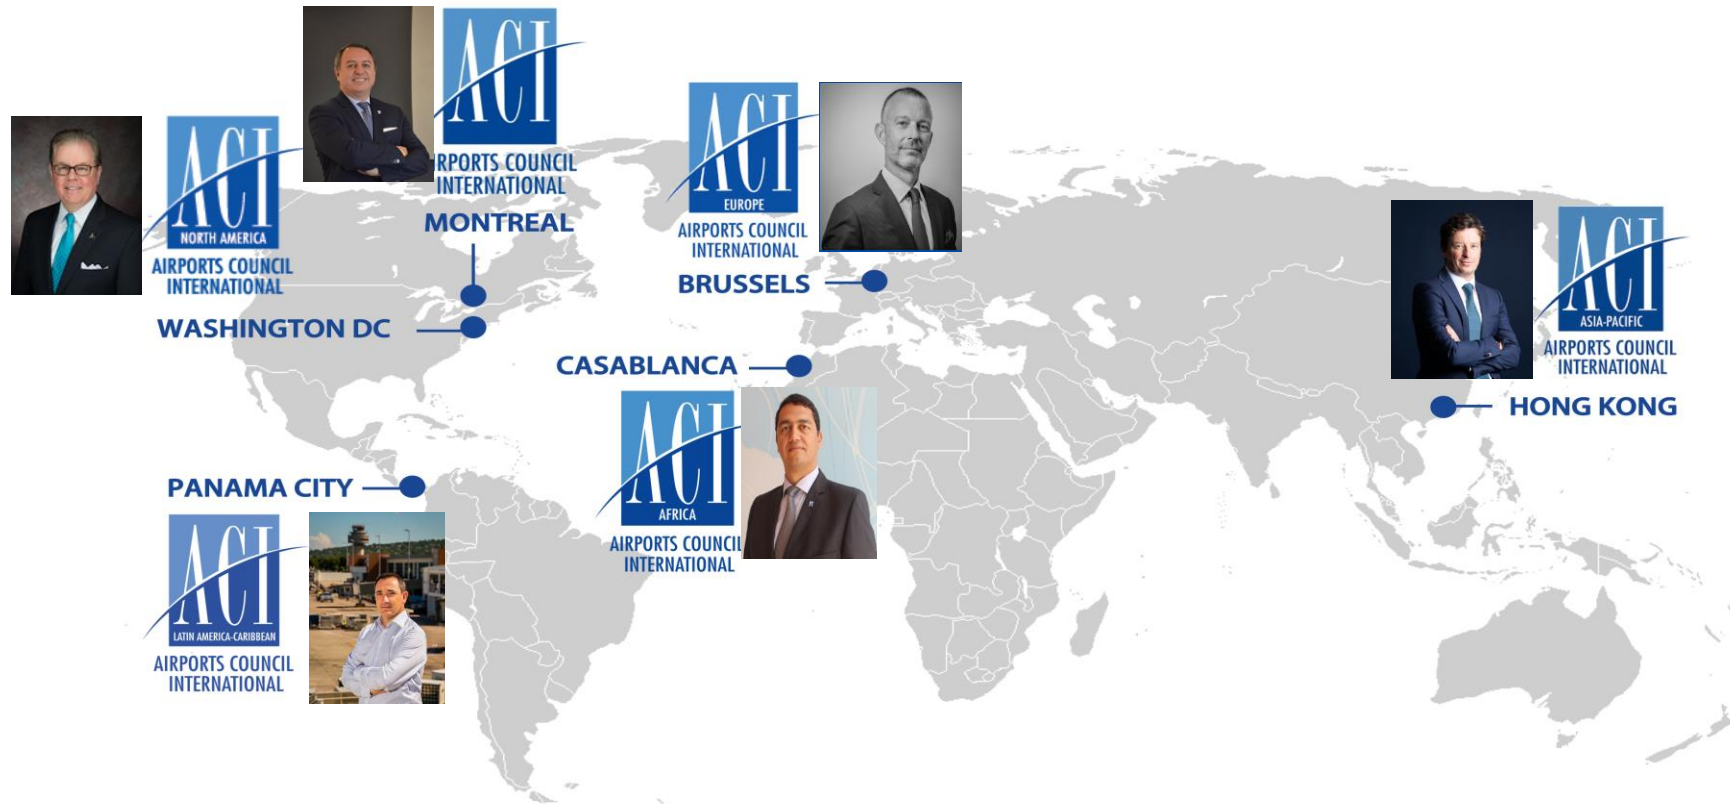 ACI
AIRPORTS COUNCIL
INTERNATIONAL
MONTREAL
ACI
NORTH AMERICA
AIRPORTS COUNCIL
INTERNATIONAL
WASHINGTON DC
ACI
EUROPE
AIRPORTS COUNCIL
INTERNATIONAL
BRUSSELS
ACI
ASIA-PACIFIC
AIRPORTS COUNCIL
INTERNATIONAL
HONG KONG
CASABLANCA
ACI
AFRICA
AIRPORTS COUNCIL
INTERNATIONAL
PANAMA CITY
ACI
LATIN AMERICA-CARIBBEAN
AIRPORTS COUNCIL
INTERNATIONAL